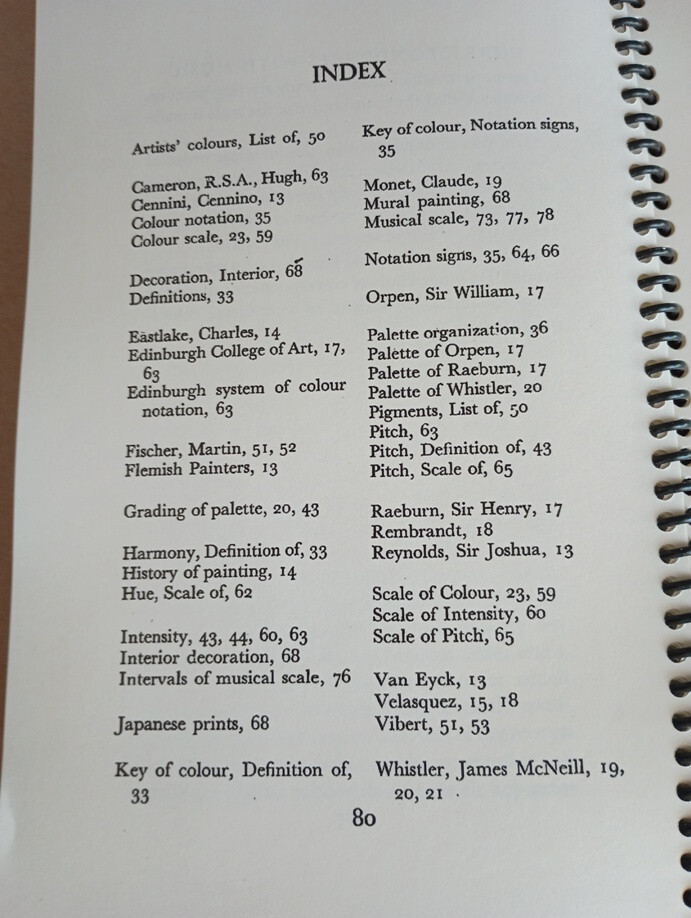 INDEX
Artists' colours, List of, 50
Cameron, R.S.A., Hugh, 63
Cennini, Cennino, 13
Colour notation, 35
Colour scale, 23, 59
Decoration, Interior, 68
Definitions, 33
Eastlake, Charles, 14
Edinburgh College of Art, 17,
63
Edinburgh system of colour
notation, 63
Fischer, Martin, 51, 52
Flemish Painters, 13
Grading of palette, 20, 43
Harmony, Definition of, 33
History of painting, 14
Hue, Scale of, 62
Intensity, 43, 44, 60, 63
Interior decoration, 68
Intervals of musical scale, 76
Japanese prints, 68
Key of colour, Definition of,
33
Key of colour, Notation signs,
35
Monet, Claude, 19
Mural painting, 68
Musical scale, 73, 77, 78
Notation signs, 35, 64, 66
Orpen, Sir William, 17
Palette organization, 36
Palette of Orpen, 17
Palette of Raeburn, 17
Palette of Whistler, 20
Pigments, List of, 50
Pitch, 63
Pitch, Definition of, 43
Pitch, Scale of, 65
Raeburn, Sir Henry, 17
Rembrandt, 18
Reynolds, Sir Joshua, 13
Scale of Colour, 23, 59
Scale of Intensity, 60
Scale of Pitch, 65
Van Eyck, 13
Velasquez, 15, 18
Vibert, 51, 53
Whistler, James McNeill, 19,
20, 21
80